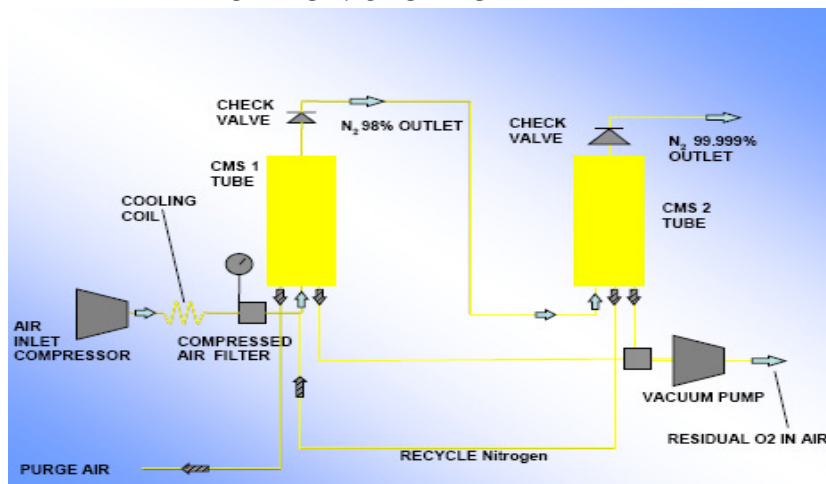 CHECK
VALVE
N2 98% OUTLET
CHECK
VALVE
N2 99.999%
OUTLET
CMS 1
TUBE
COOLING
COIL
CMS 2
TUBE
AIR
INLET
COMPRESSOR
COMPRESSED
AIR FILTER
VACUUM PUMP
RESIDUAL O2 IN AIR
RECYCLE Nitrogen
PURGE AIR